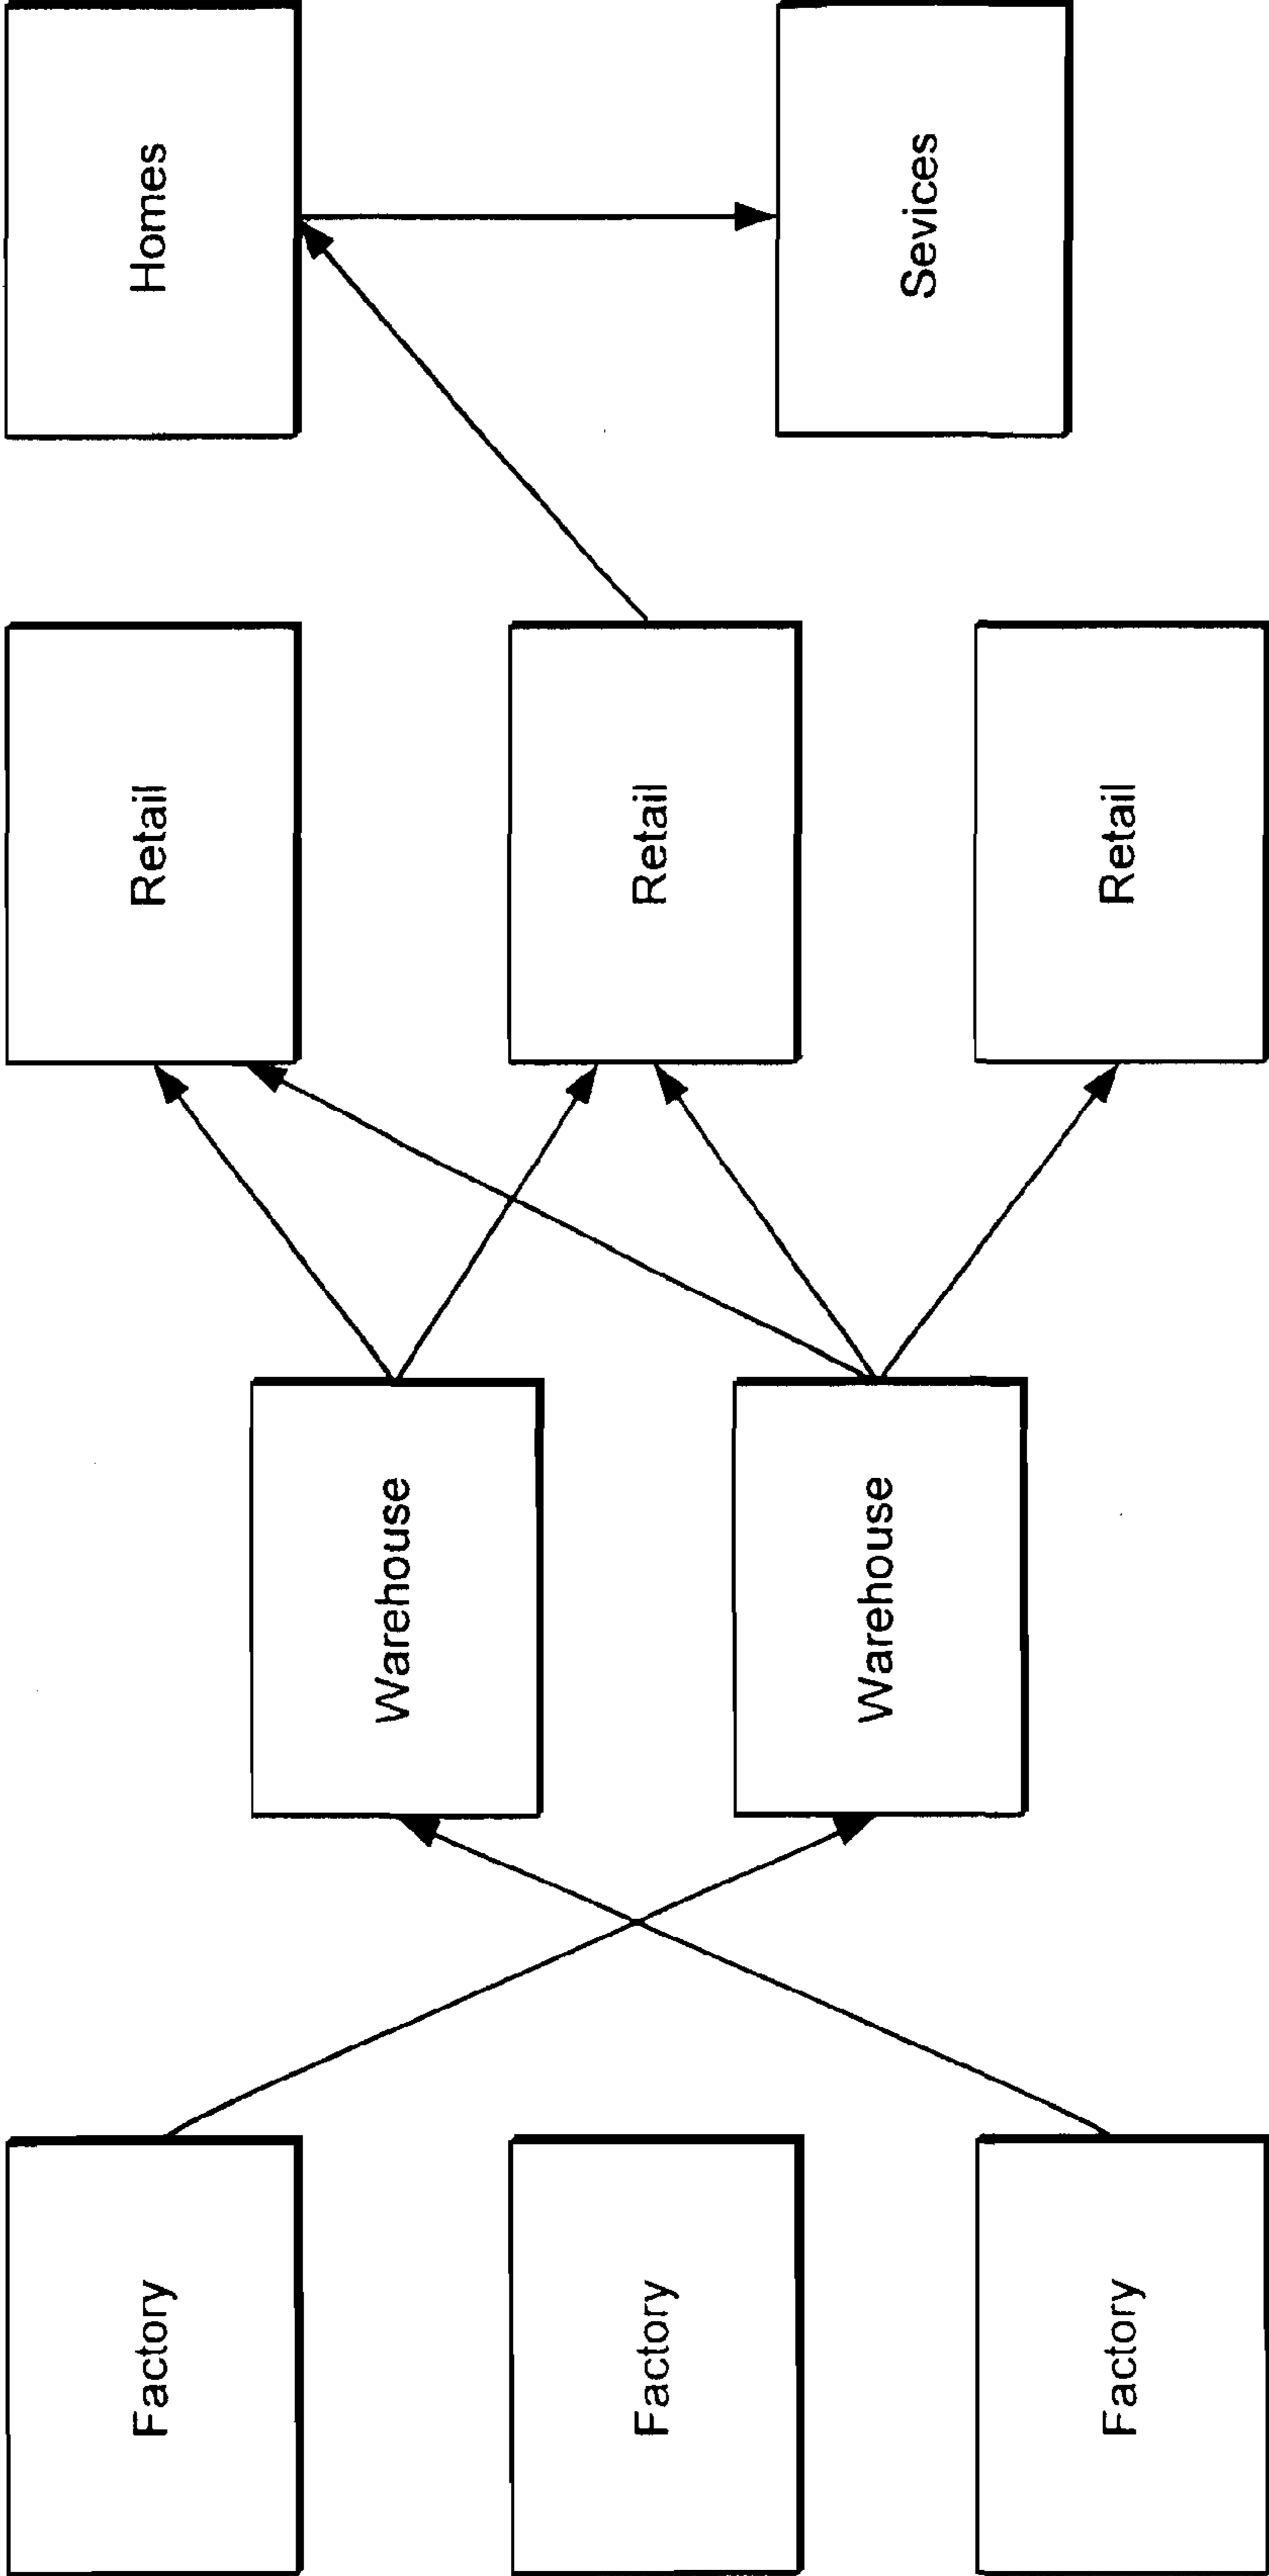 Factory
Factory
Factory
Warehouse
Warehouse
Retail
Retail
Retail
Homes
Sevices